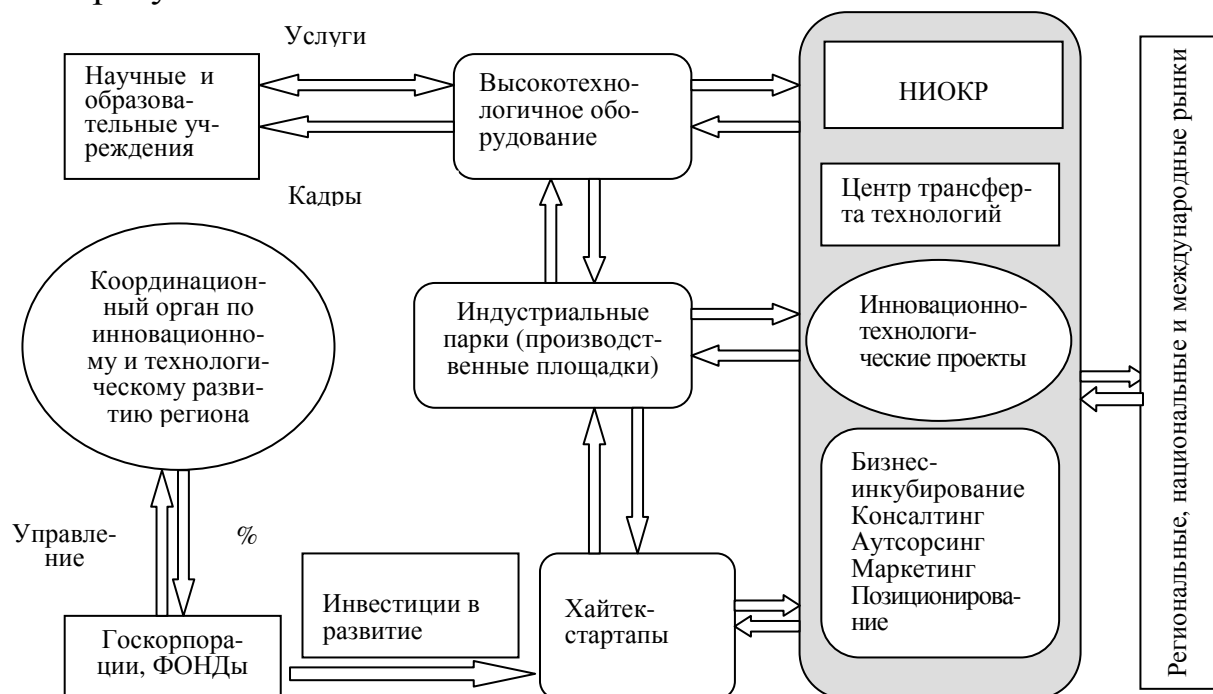 Услуги
Научные и
образова-
тельные уч-
реждения
Кадры
Высокотехно-
логичное обо-
рудование
НИОКР
Центр трансфер-
та технологий
Координацион-
ный орган по
инновационно-
му и технологи-
ческому разви-
тию региона
Индустриальные
парки (производст-
венные площадки)
Инновационно-
технологи-
ческие проекты
Бизнес-
инкубирование
Консалтинг
Аутсорсинг
Маркетинг
Позиционирова-
ние
Управле-
ние
%
Госкорпора-
ции, ФОНДы
Инвестиции в
развитие
Хайтек-
стартапы
Региональные, национальные и международные рынки